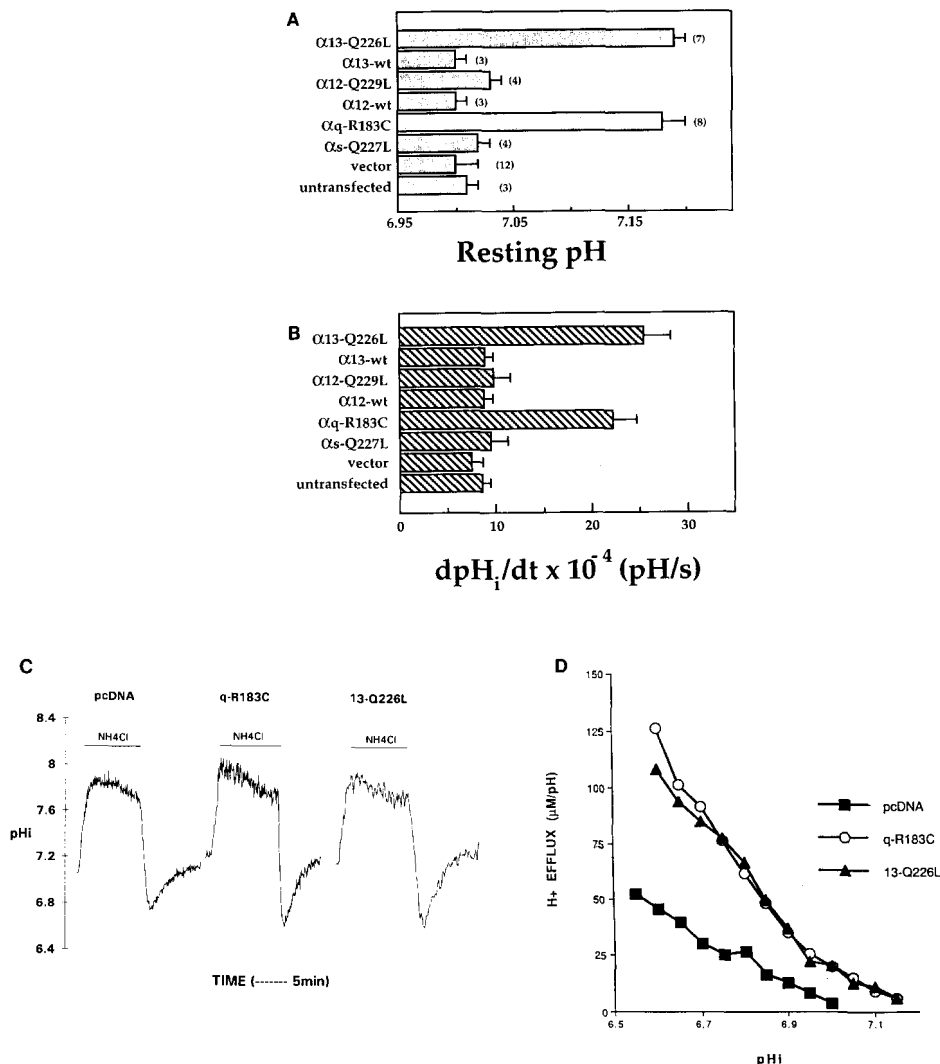 A
α13-Q226L
(7)
α13-wt
(3)
α12-Q229L
(4)
α12-wt
(3)
αq-R183C
(8)
αs-Q227L
(4)
vector
(12)
untransfected
(3)
6.95
7.05
7.15
Resting pH
B
α13-Q226L
α13-wt
α12-Q229L
α12-wt
αq-R183C
αs-Q227L
vector
untransfected
0
10
20
30
dpHi/dt x 10-4 (pH/s)
C
pcDNA
q-R183C
13-Q226L
8.4
NH4Cl
NH4Cl
NH4Cl
8
7.6
pHi
7.2
6.8
6.4
TIME (------- 5min)
D
150
125
100
75
50
25
0
H+ EFFLUX (µM/pH)
pcDNA
q-R183C
13-Q226L
6.5
6.7
6.9
7.1
pHi